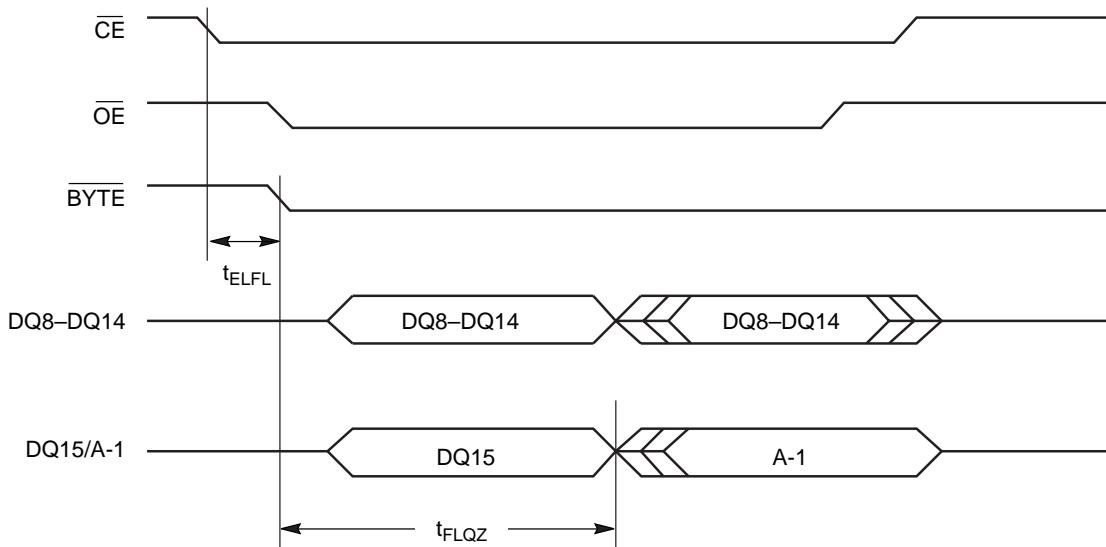 CE
OE
BYTE
tELFL
DQ8–DQ14 DQ8–DQ14 DQ8–DQ14
DQ15/A-1 DQ15 A-1
tFLQZ